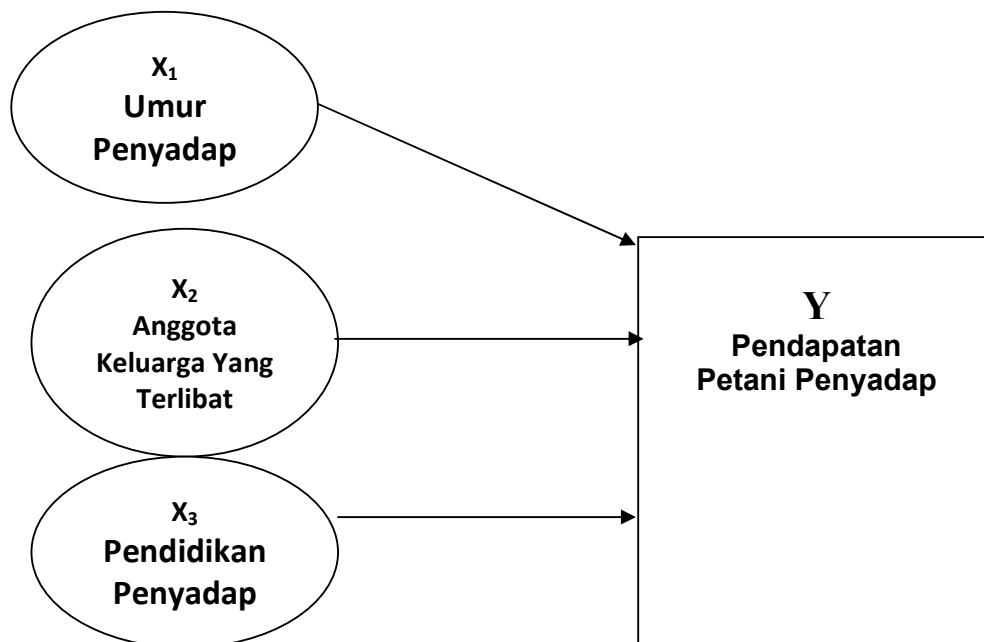 X₁
Umur
Penyadap
X₂
Anggota
Keluarga Yang
Terlibat
X₃
Pendidikan
Penyadap
Y
Pendapatan
Petani Penyadap